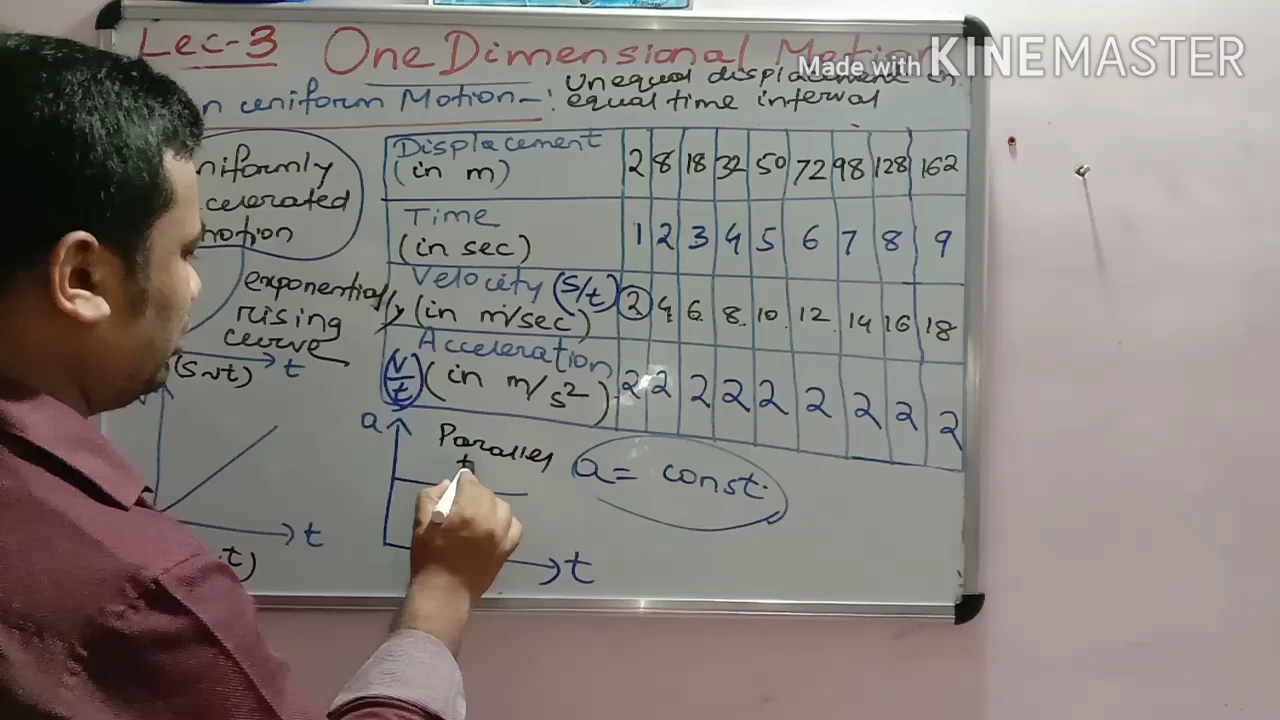 Lec-3 One Dimensional Motion
Made with KINEMASTER
n uniform Motion-: unequal displacement in
equal time interval
niformly
celerated
motion
exponentially
rising
curve
(s~t) t
Displacement (in m) 2 8 18 32 50 72 98 128 162
Time (in sec) 1 2 3 4 5 6 7 8 9
Velocity (s/t) (in m/sec) 2 4 6 8 10 12 14 16 18
Acceleration v/t (in m/s²) 2 2 2 2 2 2 2 2 2
a Parallel
a = const.
t
t) t